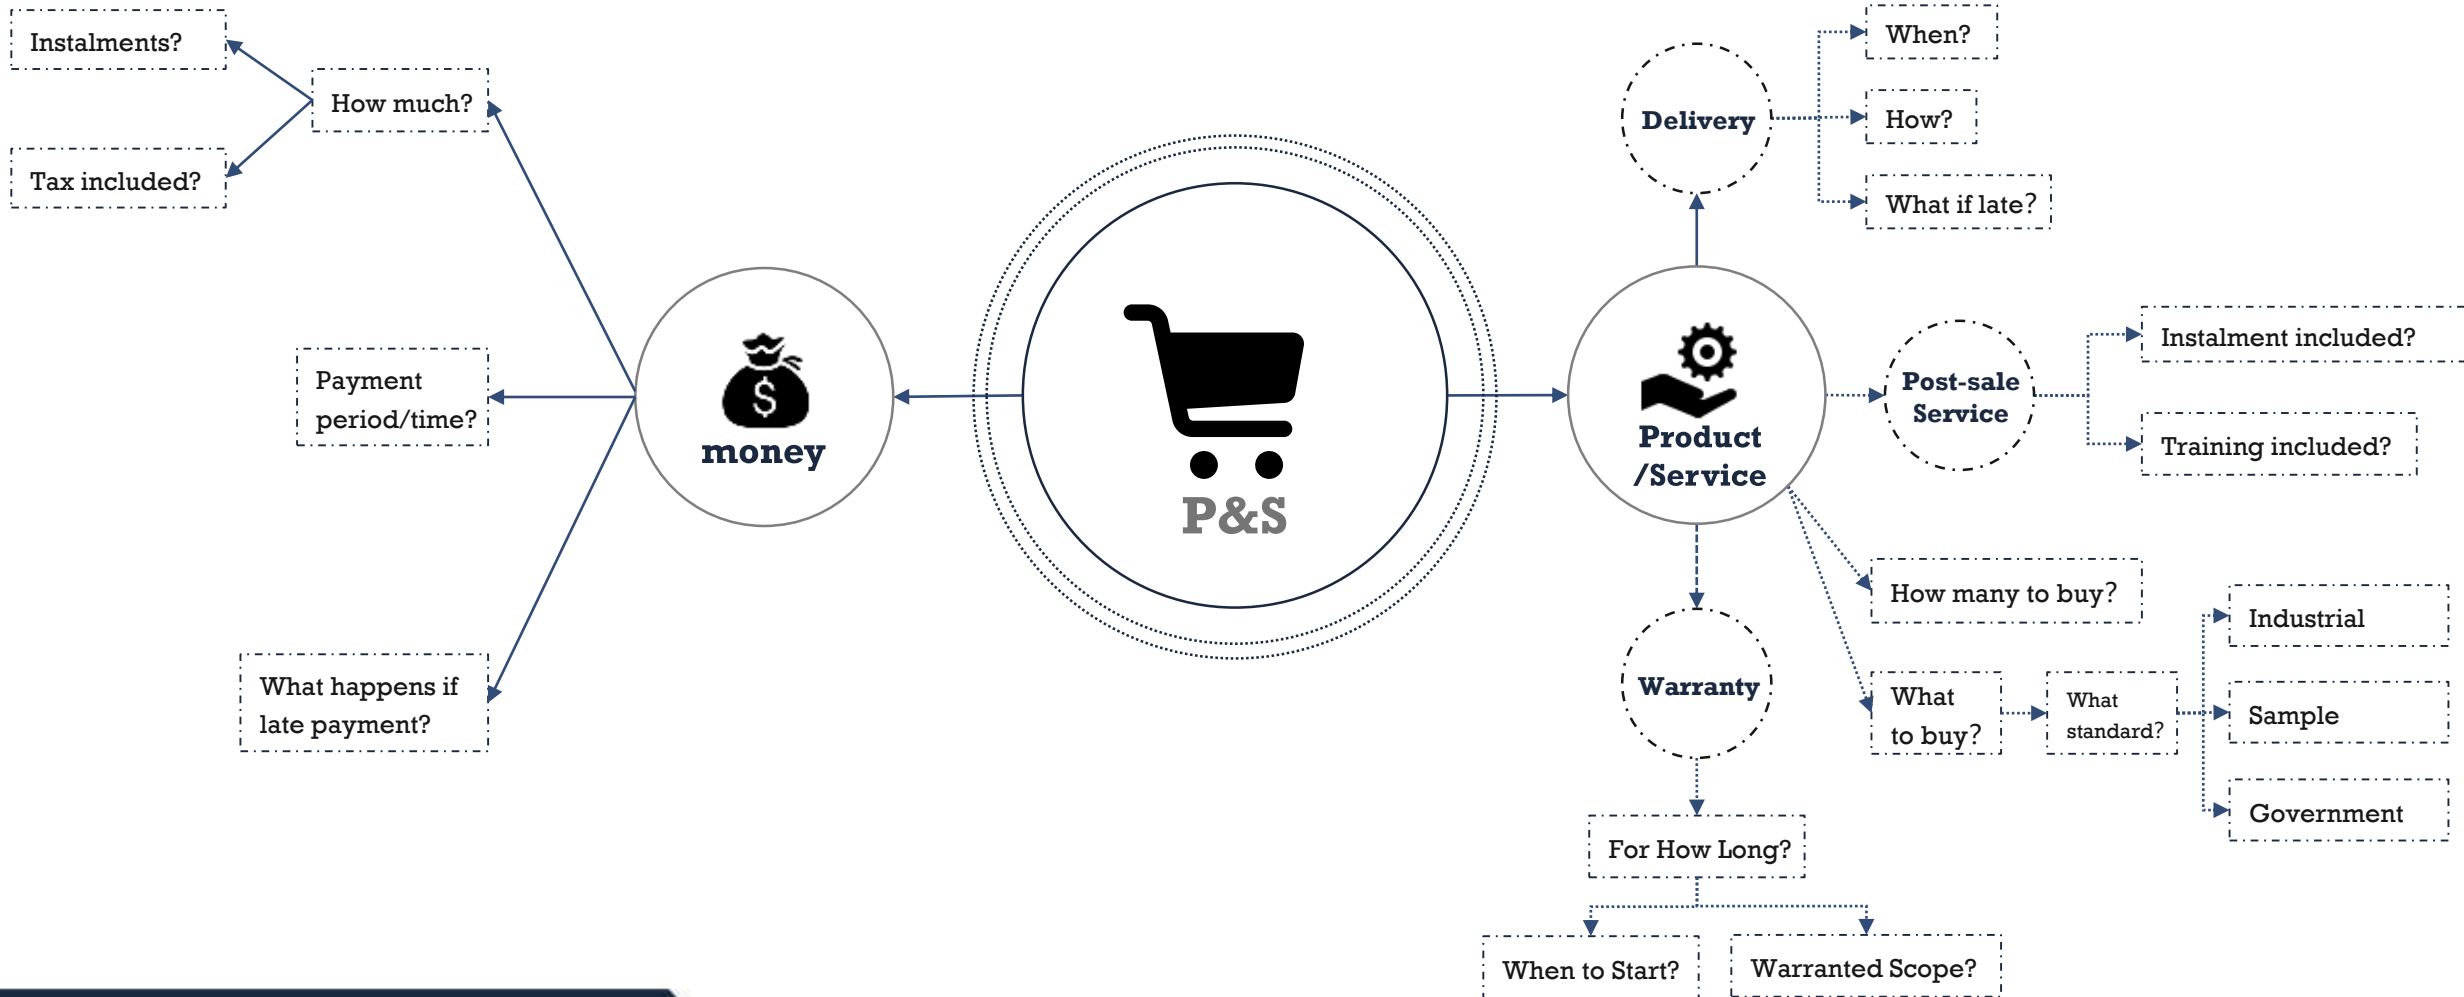 Instalments?
How much?
Tax included?
Payment
period/time?
What happens if
late payment?
$
money
P&S
Product
/Service
Delivery
When?
How?
What if late?
Post-sale
Service
Instalment included?
Training included?
How many to buy?
What
to buy?
What
standard?
Industrial
Sample
Government
Warranty
For How Long?
When to Start?
Warranted Scope?